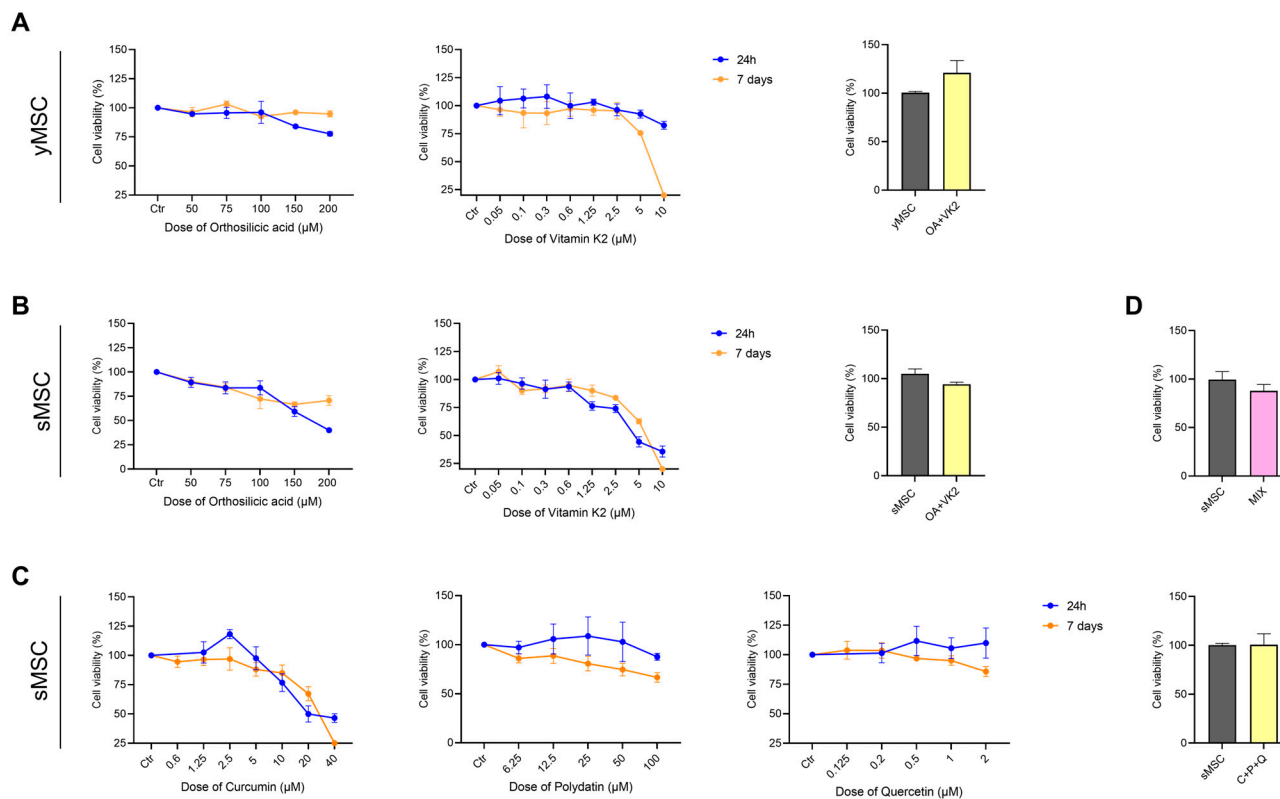 A
yMSC
Cell viability (%)
150
125
100
75
50
25
Ctr
50
75
100
150
200
Dose of Orthosilicic acid (µM)
Cell viability (%)
150
125
100
75
50
25
Ctr
0.05
0.1
0.3
0.6
1.25
2.5
5
10
Dose of Vitamin K2 (µM)
24h
7 days
Cell viability (%)
150
100
50
0
yMSC
OA+VK2
B
sMSC
Cell viability (%)
150
125
100
75
50
25
0
Ctr
50
75
100
150
200
Dose of Orthosilicic acid (µM)
Cell viability (%)
150
125
100
75
50
25
Ctr
0.05
0.1
0.3
0.6
1.25
2.5
5
10
Dose of Vitamin K2 (µM)
24h
7 days
Cell viability (%)
150
100
50
0
sMSC
OA+VK2
D
Cell viability (%)
150
100
50
0
sMSC
MIX
C
sMSC
Cell viability (%)
150
125
100
75
50
25
Ctr
0.6
1.25
2.5
5
10
20
40
Dose of Curcumin (µM)
Cell viability (%)
150
125
100
75
50
25
0
Ctr
6.25
12.5
25
50
100
Dose of Polydatin (µM)
Cell viability (%)
150
125
100
75
50
25
Ctr
0.125
0.2
0.5
1
2
Dose of Quercetin (µM)
24h
7 days
Cell viability (%)
150
100
50
0
sMSC
C+P+Q